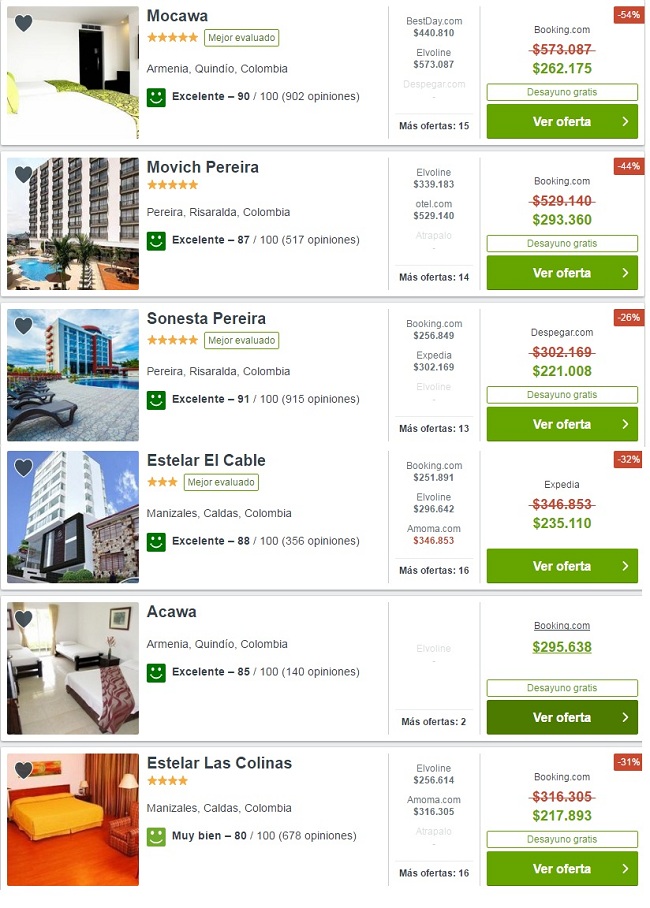 Mocawa
Mejor evaluado
Armenia, Quindío, Colombia
Excelente – 90 / 100 (902 opiniones)
BestDay.com
$440.810
Elvoline
$573.087
Despegar.com
-
Más ofertas: 15
-54%
Booking.com
$573.087
$262.175
Desayuno gratis
Ver oferta
Movich Pereira
Pereira, Risaralda, Colombia
Excelente – 87 / 100 (517 opiniones)
Elvoline
$339.183
otel.com
$529.140
Atrapalo
-
Más ofertas: 14
-44%
Booking.com
$529.140
$293.360
Desayuno gratis
Ver oferta
Sonesta Pereira
Mejor evaluado
Pereira, Risaralda, Colombia
Excelente – 91 / 100 (915 opiniones)
Booking.com
$256.849
Expedia
$302.169
Elvoline
-
Más ofertas: 13
-26%
Despegar.com
$302.169
$221.008
Desayuno gratis
Ver oferta
Estelar El Cable
Mejor evaluado
Manizales, Caldas, Colombia
Excelente – 88 / 100 (356 opiniones)
Booking.com
$251.891
Elvoline
$296.642
Amoma.com
$346.853
Más ofertas: 16
-32%
Expedia
$346.853
$235.110
Ver oferta
Acawa
Armenia, Quindío, Colombia
Excelente – 85 / 100 (140 opiniones)
Elvoline
-
Más ofertas: 2
Booking.com
$295.638
Desayuno gratis
Ver oferta
Estelar Las Colinas
Manizales, Caldas, Colombia
Muy bien – 80 / 100 (678 opiniones)
Elvoline
$256.614
Amoma.com
$316.305
Atrapalo
-
Más ofertas: 16
-31%
Booking.com
$316.305
$217.893
Desayuno gratis
Ver oferta